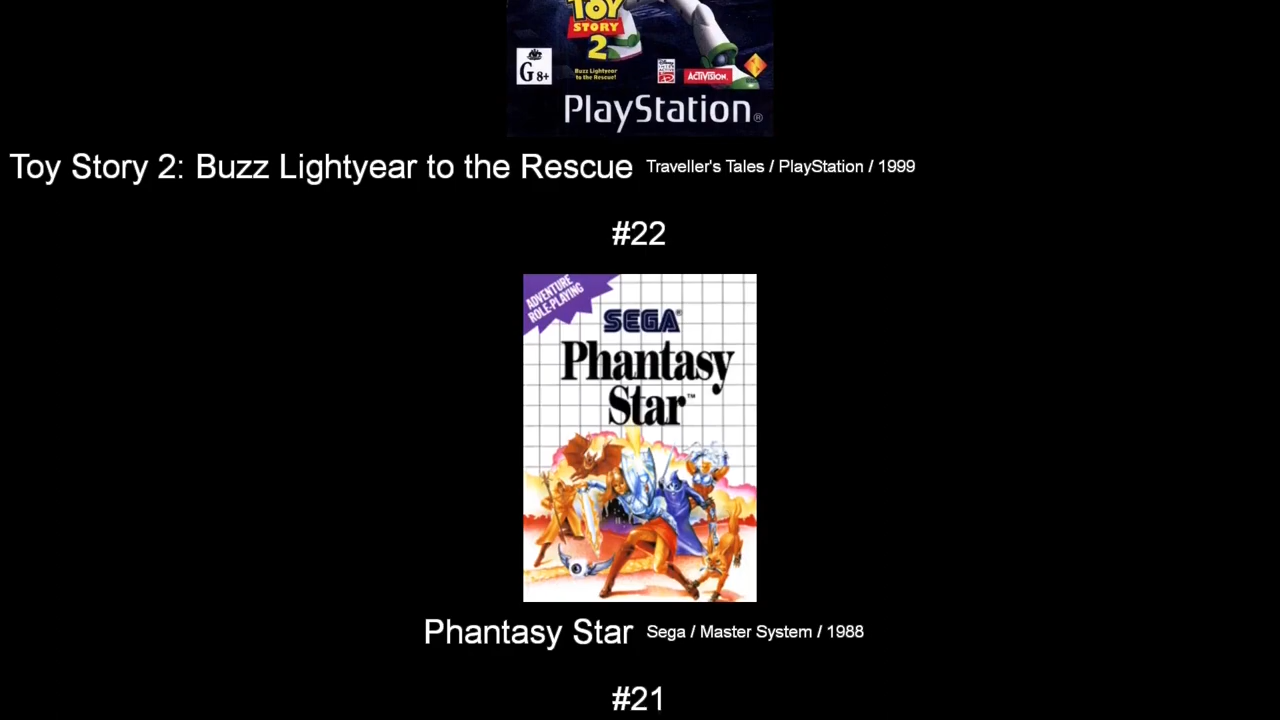 TOY
STORY
2
Buzz Lightyear
to the Rescue!
G 8+
ACTIVISION
PlayStation®
Toy Story 2: Buzz Lightyear to the Rescue Traveller's Tales / PlayStation / 1999
#22
ADVENTURE
ROLE-PLAYING
SEGA®
Phantasy
Star™
Phantasy Star Sega / Master System / 1988
#21